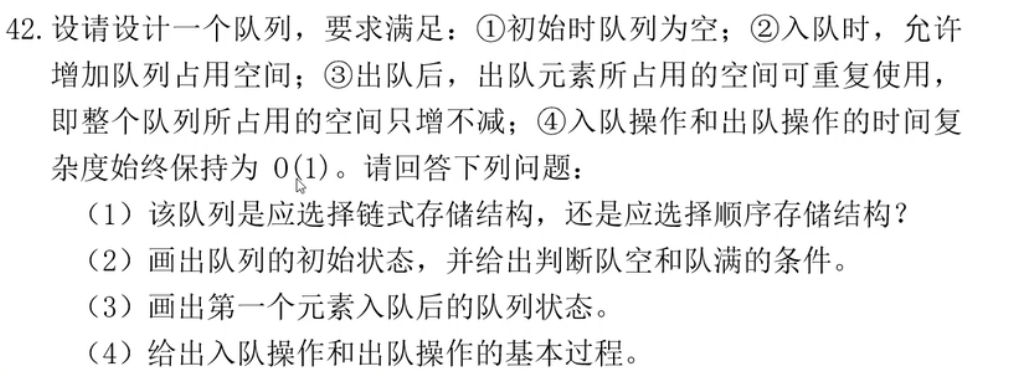 42. 设请设计一个队列，要求满足：①初始时队列为空；②入队时，允许
增加队列占用空间；③出队后，出队元素所占用的空间可重复使用，
即整个队列所占用的空间只增不减；④入队操作和出队操作的时间复
杂度始终保持为 O(1)。请回答下列问题：
（1）该队列是应选择链式存储结构，还是应选择顺序存储结构？
（2）画出队列的初始状态，并给出判断队空和队满的条件。
（3）画出第一个元素入队后的队列状态。
（4）给出入队操作和出队操作的基本过程。